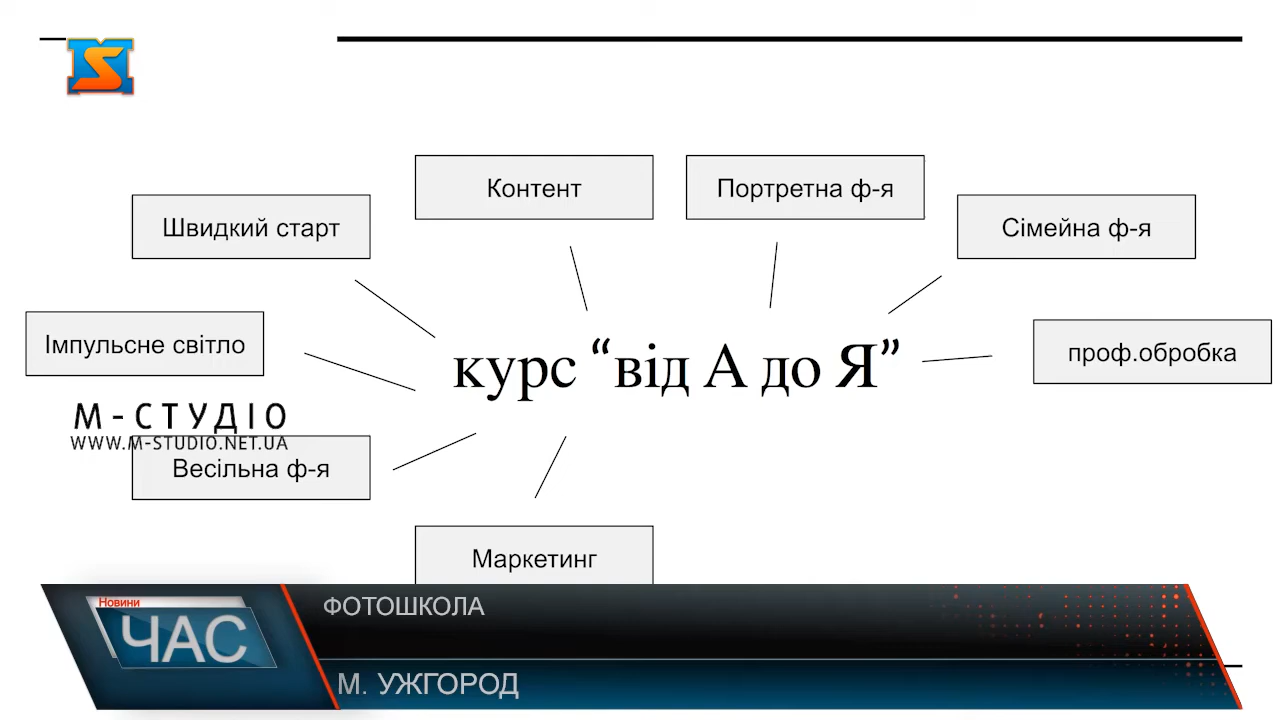 Контент
Портретна ф-я
Швидкий старт
Сімейна ф-я
Імпульсне світло
проф.обробка
курс “від А до Я”
М-СТУДІО
WWW.M-STUDIO.NET.UA
Весільна ф-я
Маркетинг
Новини
ЧАС
ФОТОШКОЛА
М. УЖГОРОД